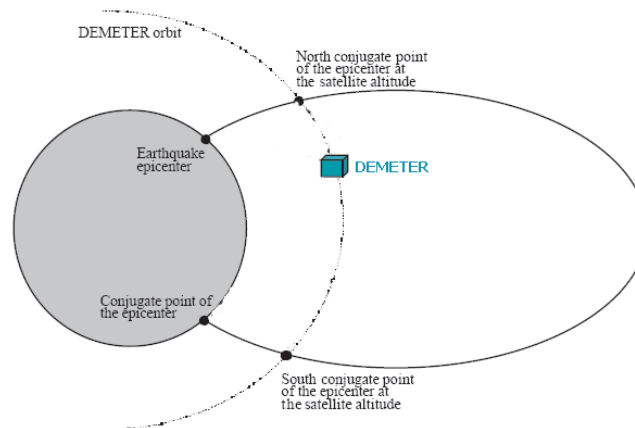 DEMETER orbit
North conjugate point
of the epicenter at
the satellite altitude
Earthquake
epicenter
DEMETER
Conjugate point of
the epicenter
South conjugate point
of the epicenter at
the satellite altitude